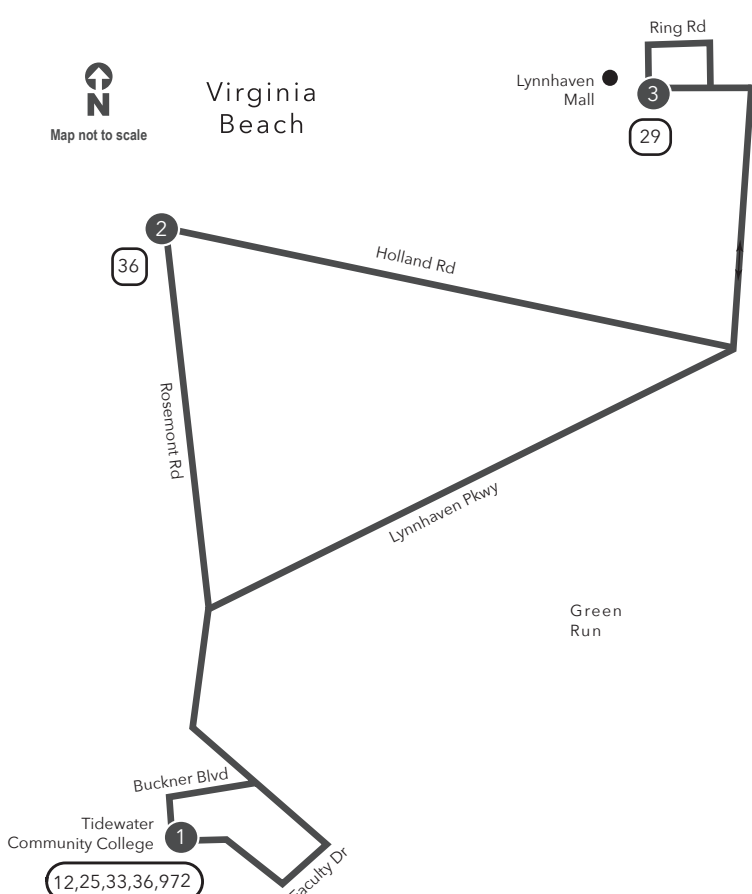 Ring Rd
Lynnhaven
Mall
3
29
N
Map not to scale
Virginia
Beach
2
36
Holland Rd
Rosemont Rd
Lynnhaven Pkwy
Green
Run
Buckner Blvd
Tidewater
Community College
1
12,25,33,36,972
Faculty Dr